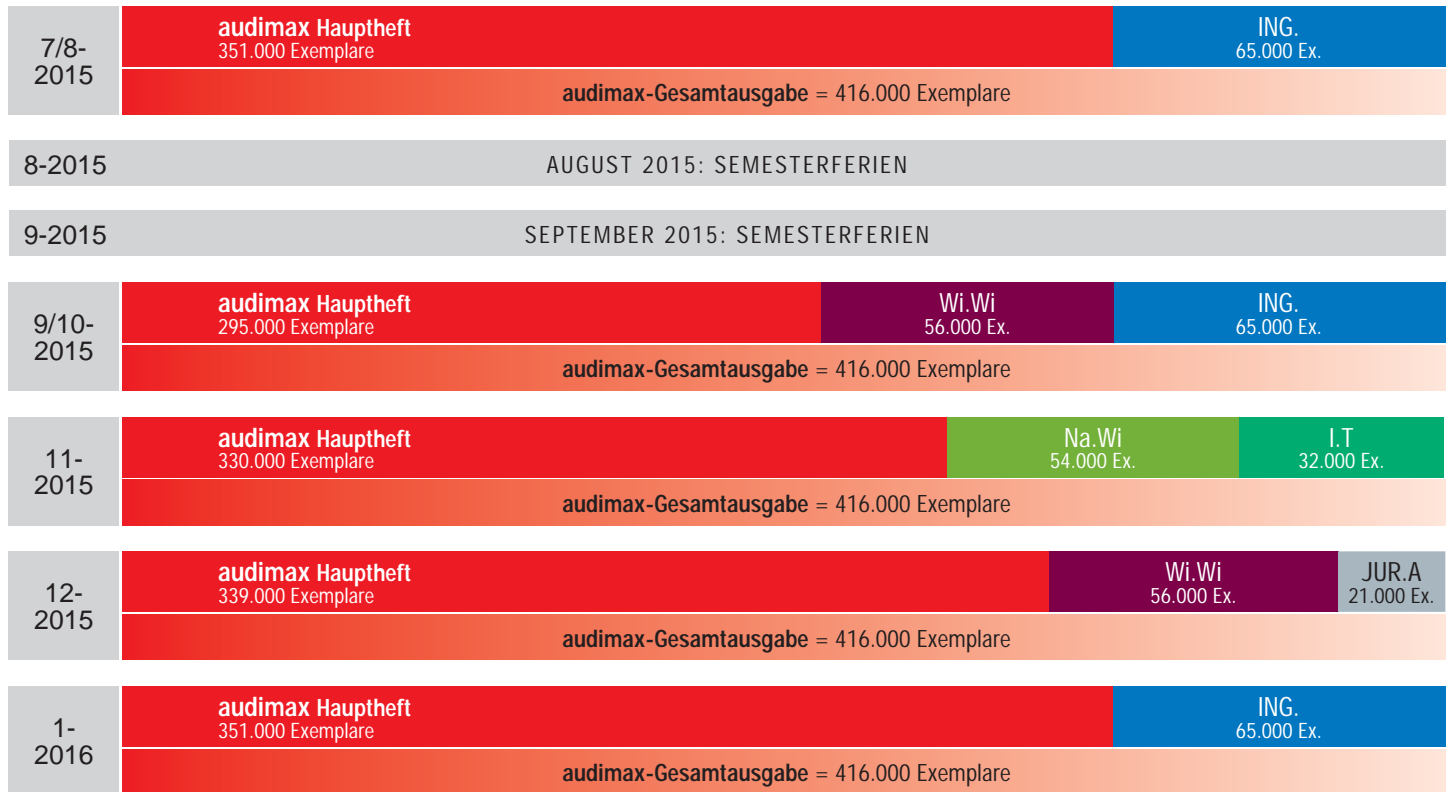 7/8-
2015
audimax Hauptheft
351.000 Exemplare
ING.
65.000 Ex.
audimax-Gesamtausgabe = 416.000 Exemplare
8-2015
AUGUST 2015: SEMESTERFERIEN
9-2015
SEPTEMBER 2015: SEMESTERFERIEN
9/10-
2015
audimax Hauptheft
295.000 Exemplare
Wi.Wi
56.000 Ex.
ING.
65.000 Ex.
audimax-Gesamtausgabe = 416.000 Exemplare
11-
2015
audimax Hauptheft
330.000 Exemplare
Na.Wi
54.000 Ex.
I.T
32.000 Ex.
audimax-Gesamtausgabe = 416.000 Exemplare
12-
2015
audimax Hauptheft
339.000 Exemplare
Wi.Wi
56.000 Ex.
JUR.A
21.000 Ex.
audimax-Gesamtausgabe = 416.000 Exemplare
1-
2016
audimax Hauptheft
351.000 Exemplare
ING.
65.000 Ex.
audimax-Gesamtausgabe = 416.000 Exemplare